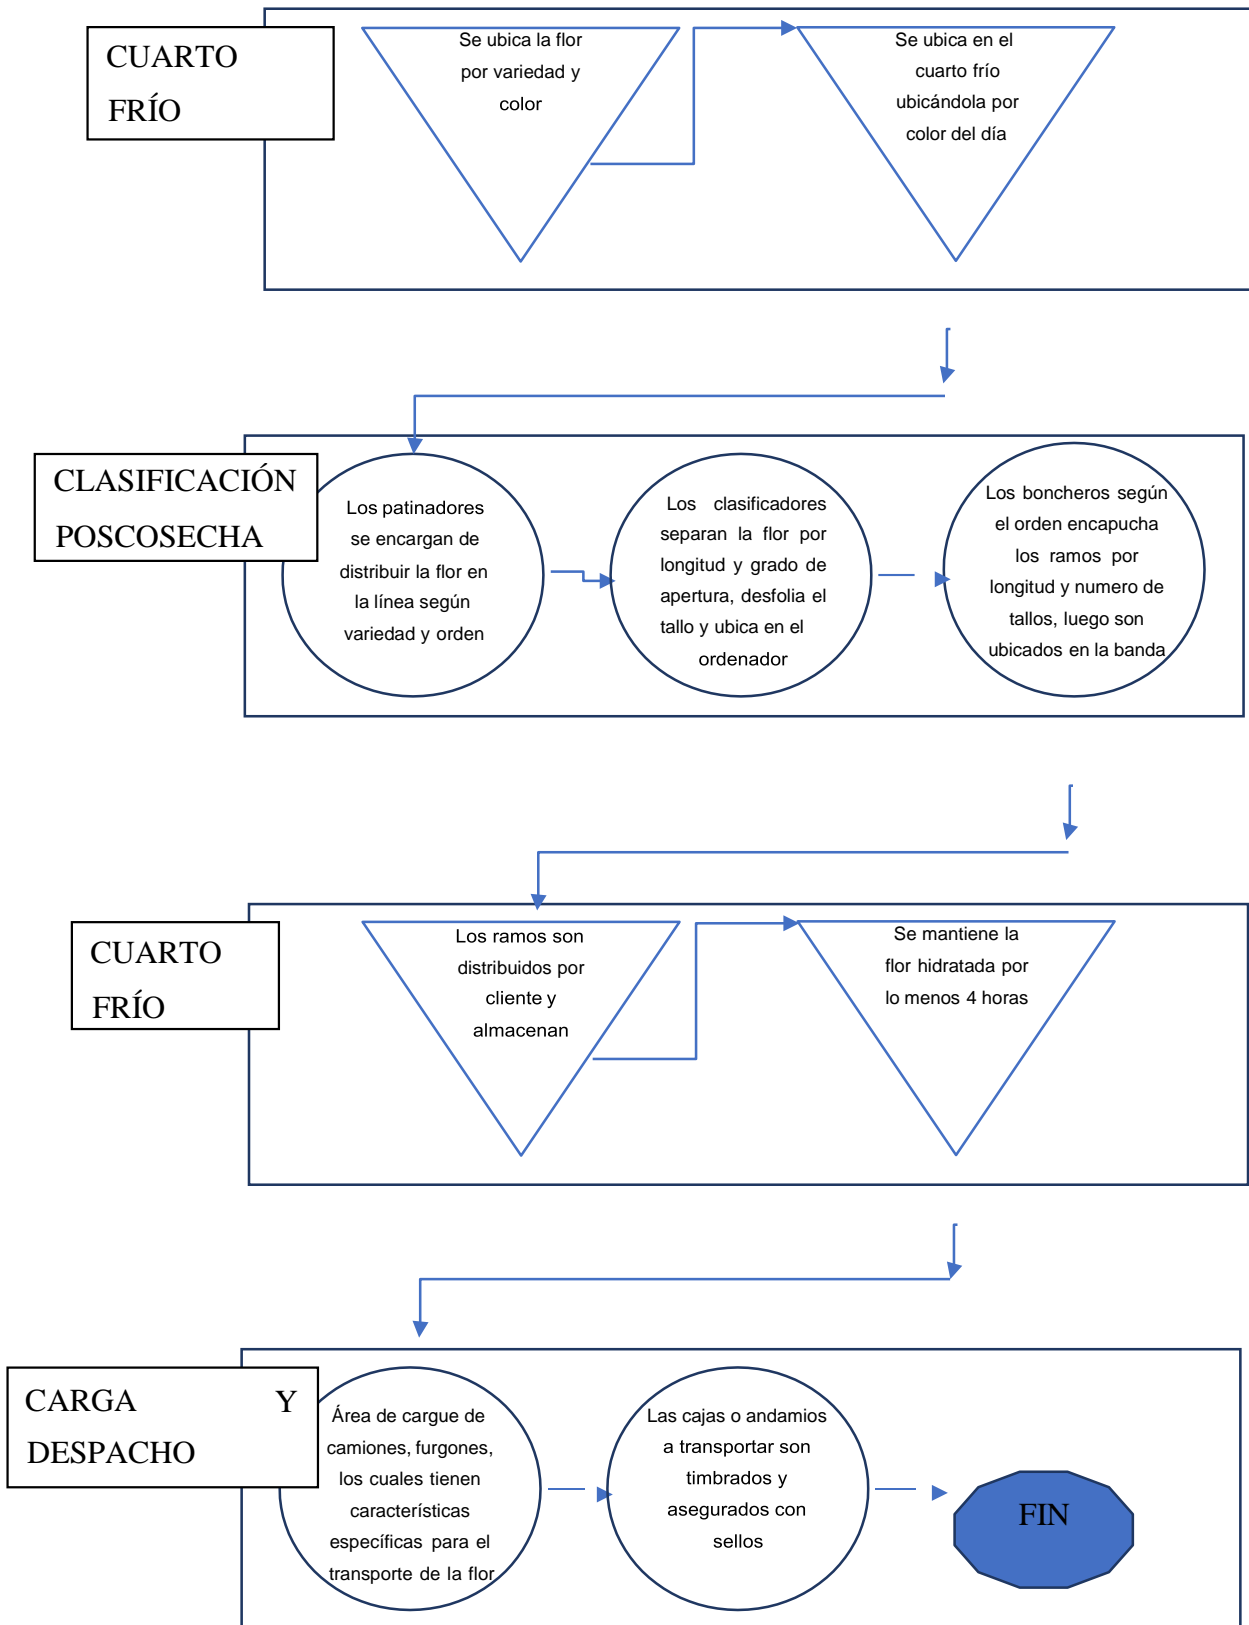 CUARTO
FRÍO
Se ubica la flor
por variedad y
color
Se ubica en el
cuarto frío
ubicándola por
color del día
CLASIFICACIÓN
POSCOSECHA
Los patinadores
se encargan de
distribuir la flor en
la línea según
variedad y orden
Los clasificadores
separan la flor por
longitud y grado de
apertura, desfolia el
tallo y ubica en el
ordenador
Los boncheros según
el orden encapucha
los ramos por
longitud y numero de
tallos, luego son
ubicados en la banda
CUARTO
FRÍO
Los ramos son
distribuidos por
cliente y
almacenan
Se mantiene la
flor hidratada por
lo menos 4 horas
CARGA Y
DESPACHO
Área de cargue de
camiones, furgones,
los cuales tienen
características
específicas para el
transporte de la flor
Las cajas o andamios
a transportar son
timbrados y
asegurados con
sellos
FIN